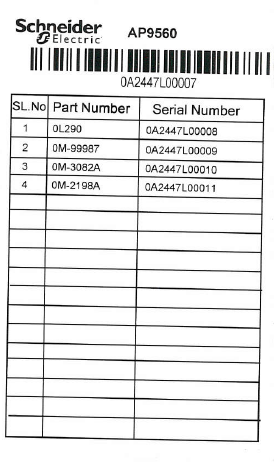 Schneider Electric AP9560
0A2447L00007
SL.No Part Number Serial Number
1 0L290 0A2447L00008
2 0M-99987 0A2447L00009
3 0M-3082A 0A2447L00010
4 0M-2198A 0A2447L00011